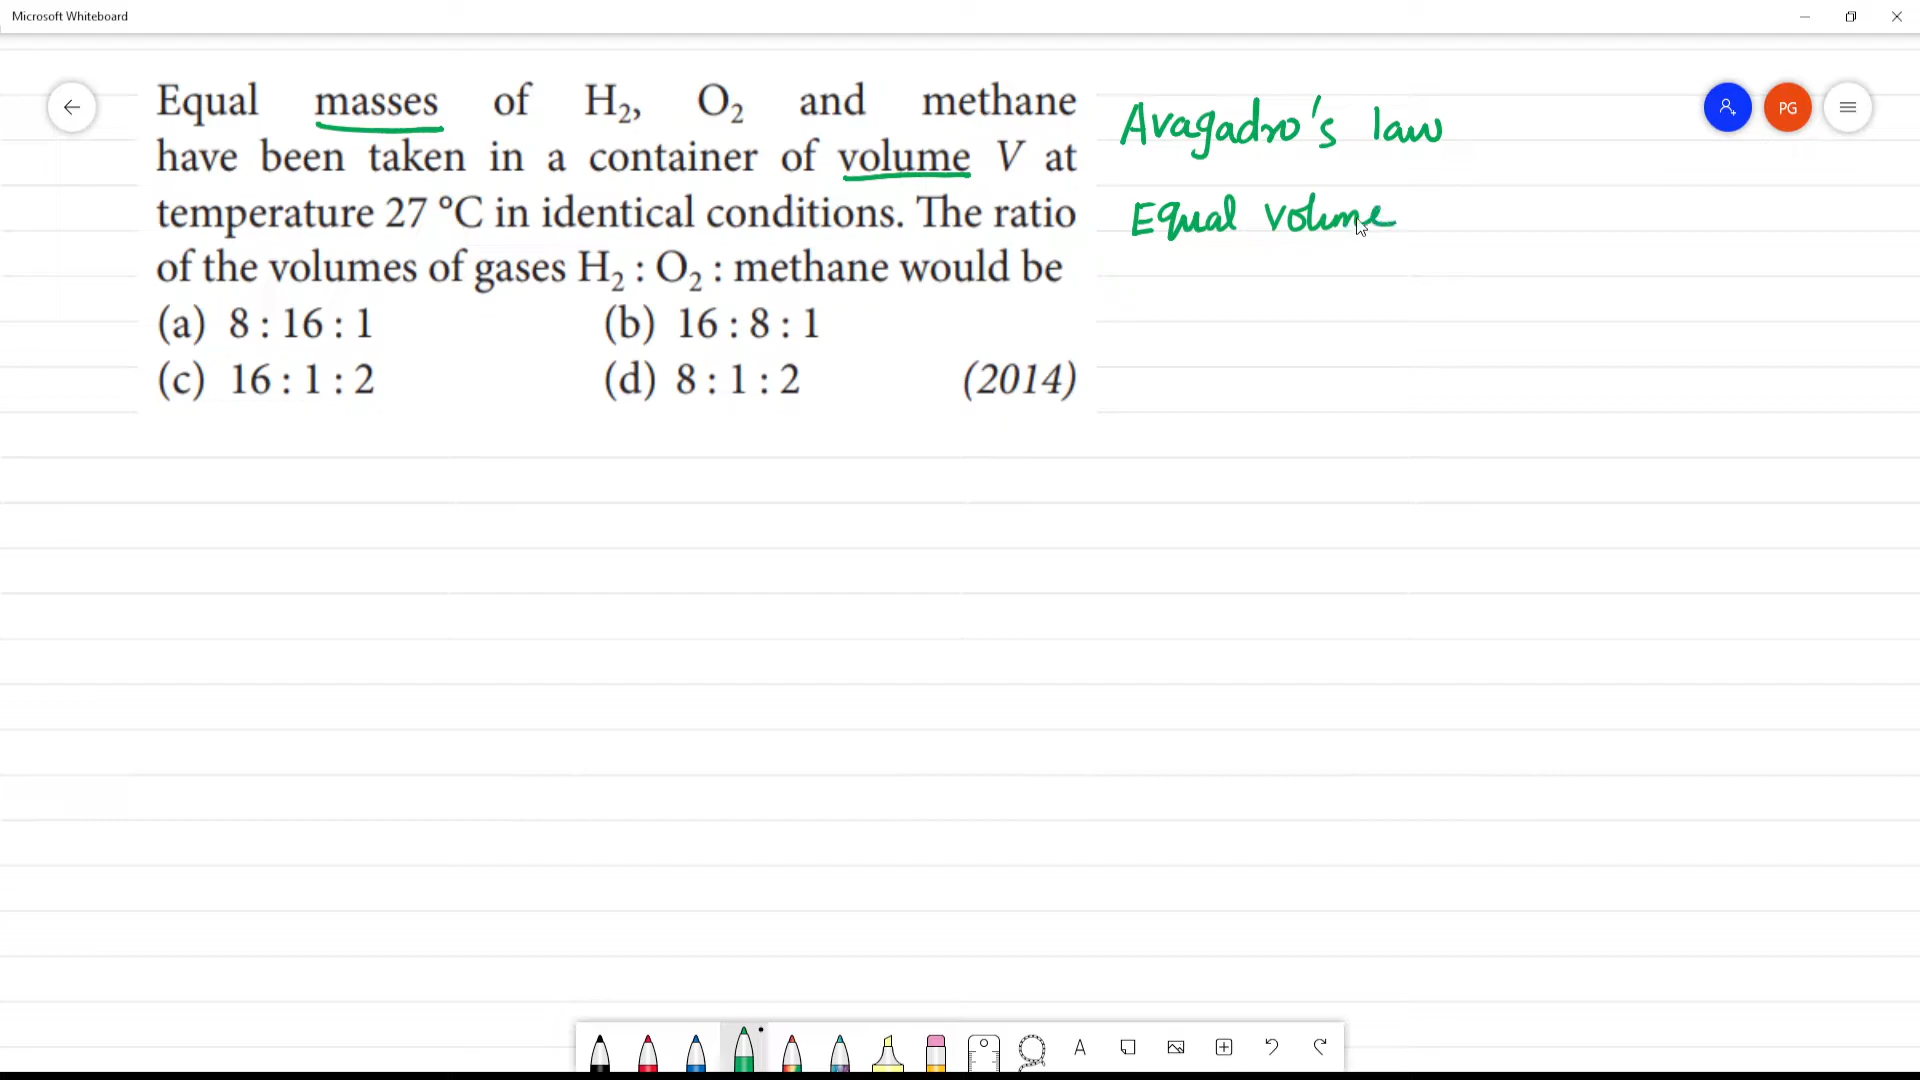 Microsoft Whiteboard
Equal masses of H₂, O₂ and methane
have been taken in a container of volume V at
temperature 27 °C in identical conditions. The ratio
of the volumes of gases H₂ : O₂ : methane would be
(a) 8 : 16 : 1 (b) 16 : 8 : 1
(c) 16 : 1 : 2 (d) 8 : 1 : 2 (2014)
Avagadro's law
Equal volume
PG
A